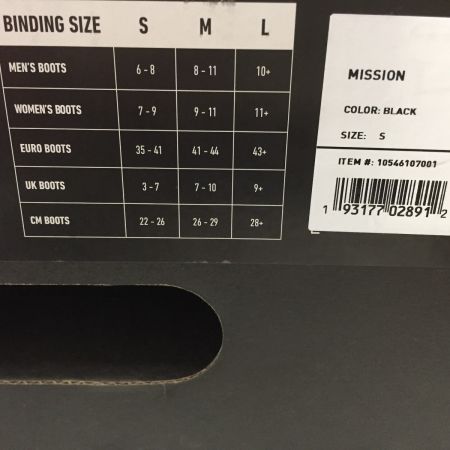 BINDING SIZE S M L
MEN'S BOOTS 6 - 8 8 - 11 10+
WOMEN'S BOOTS 7 - 9 9 - 11 11+
EURO BOOTS 35 - 41 41 - 44 43+
UK BOOTS 3 - 7 7 - 10 9+
CM BOOTS 22 - 26 26 - 29 28+
MISSION
COLOR: BLACK
SIZE: S
ITEM #: 10546107001
1 93177 02891 2